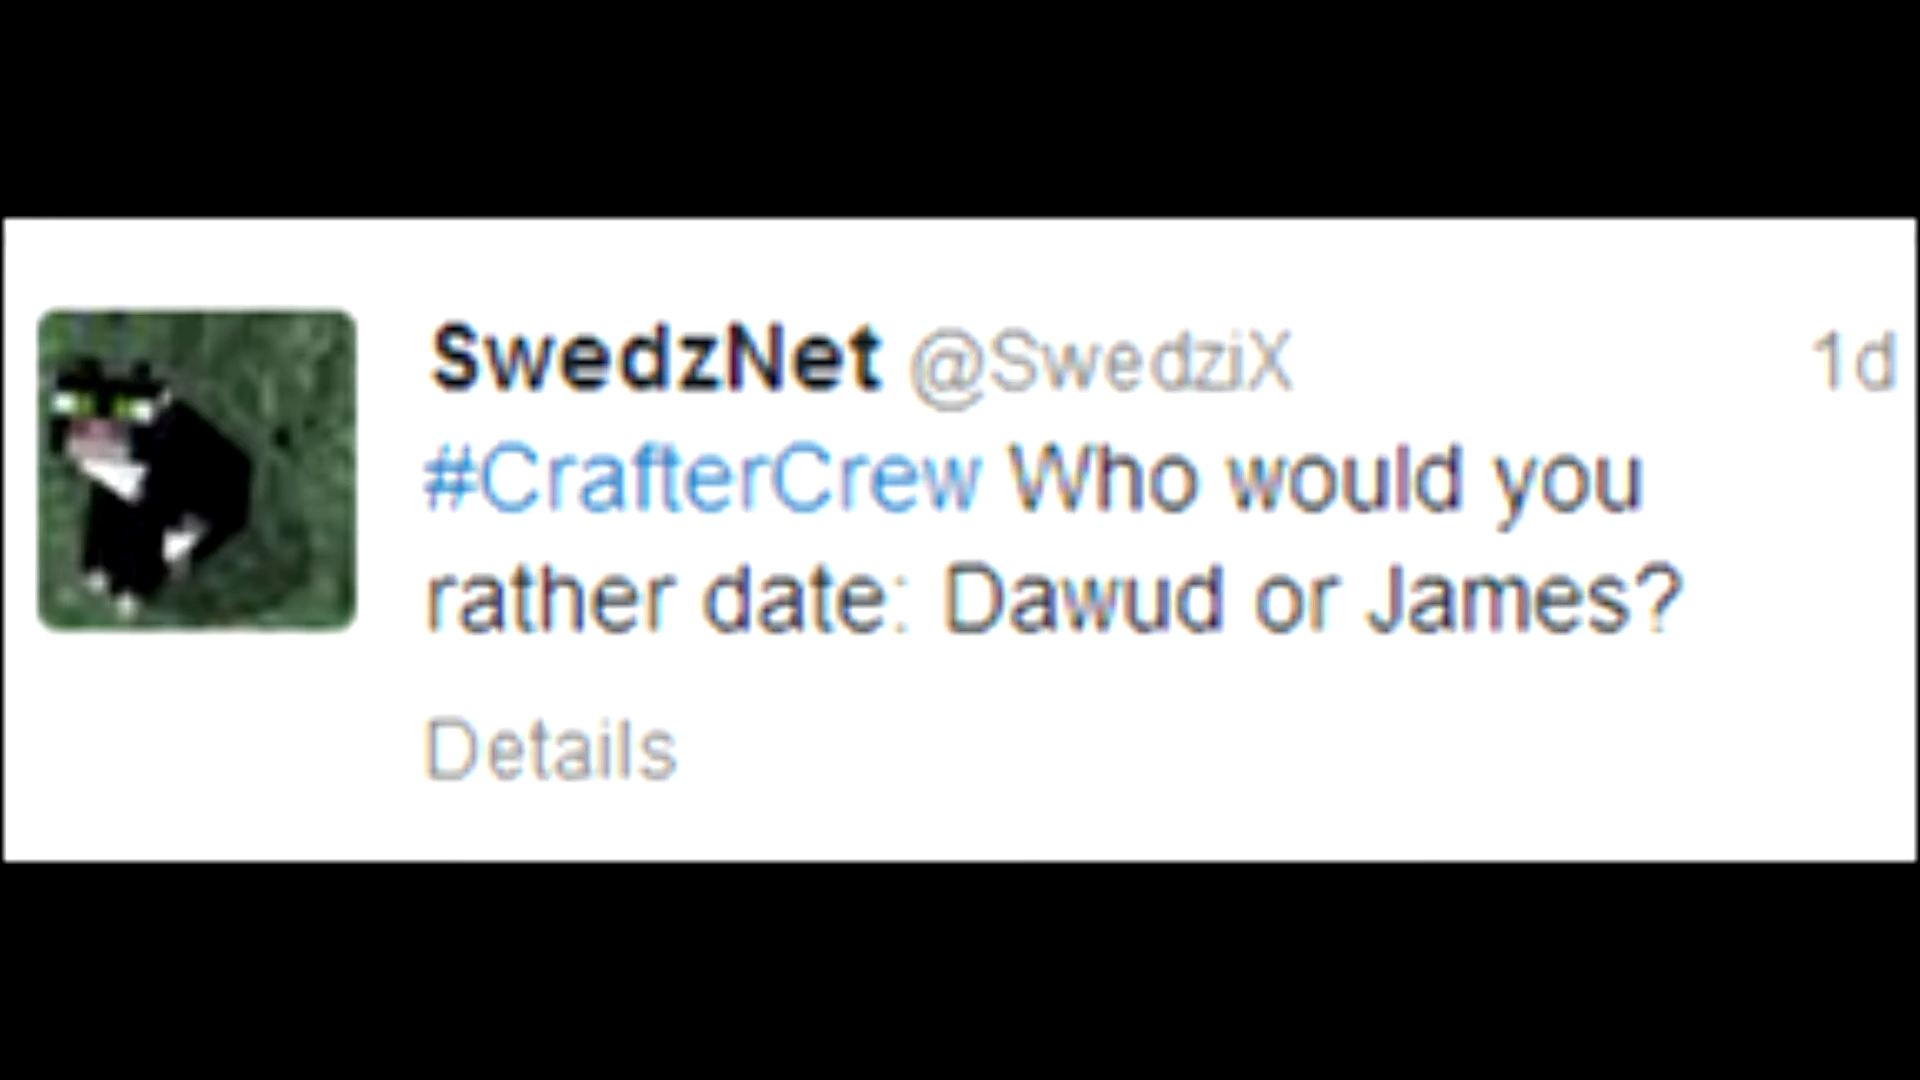 SwedzNet @SwedziX 1d
#CrafterCrew Who would you
rather date: Dawud or James?
Details